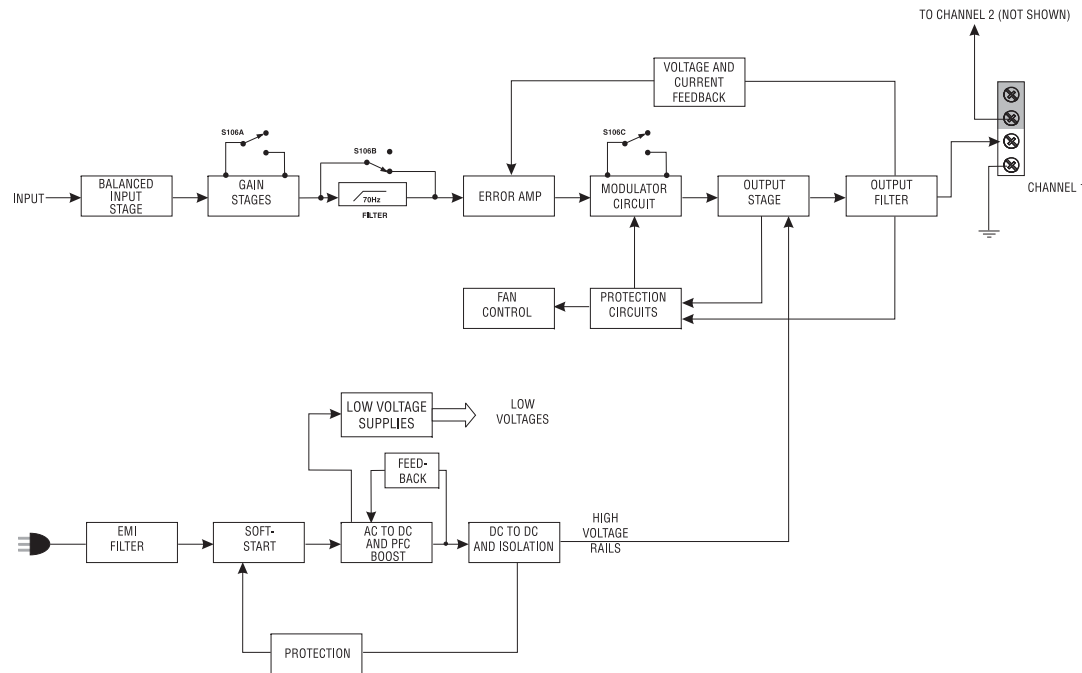 TO CHANNEL 2 (NOT SHOWN)
VOLTAGE AND
CURRENT
FEEDBACK
S106A
S106B
S106C
INPUT
BALANCED
INPUT
STAGE
GAIN
STAGES
70Hz
FILTER
ERROR AMP
MODULATOR
CIRCUIT
OUTPUT
STAGE
OUTPUT
FILTER
CHANNEL 1
FAN
CONTROL
PROTECTION
CIRCUITS
LOW VOLTAGE
SUPPLIES
LOW
VOLTAGES
FEED-
BACK
EMI
FILTER
SOFT-
START
AC TO DC
AND PFC
BOOST
DC TO DC
AND ISOLATION
HIGH
VOLTAGE
RAILS
PROTECTION